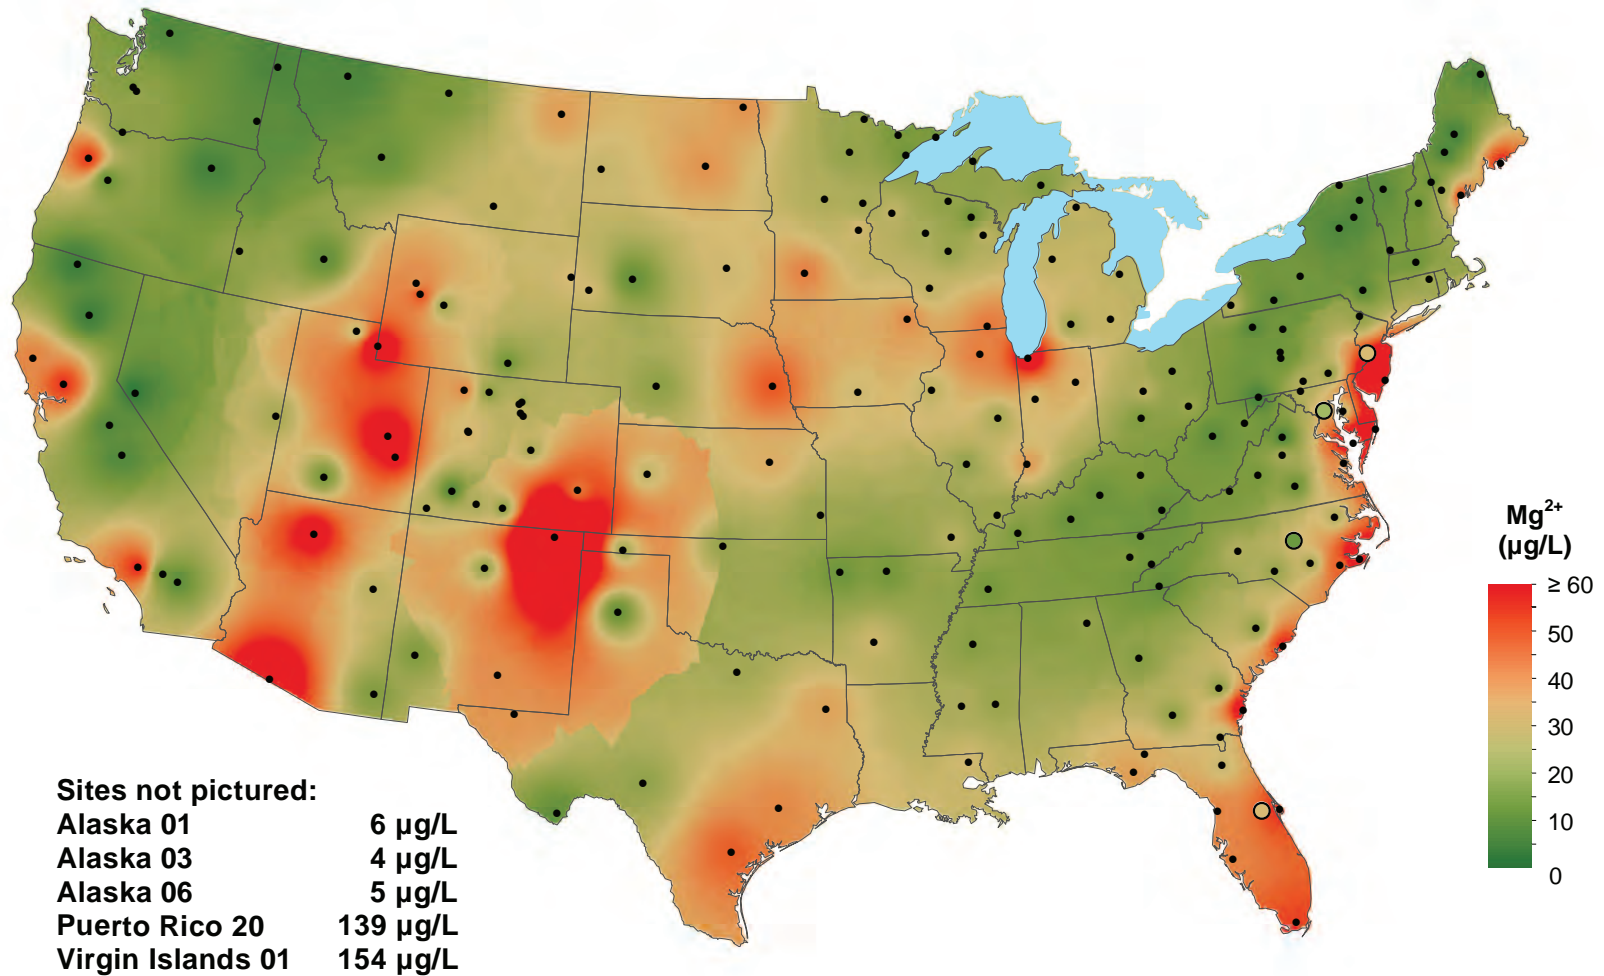 Mg2+
(µg/L)
≥ 60
50
40
30
20
10
0
Sites not pictured:
Alaska 01 6 µg/L
Alaska 03 4 µg/L
Alaska 06 5 µg/L
Puerto Rico 20 139 µg/L
Virgin Islands 01 154 µg/L